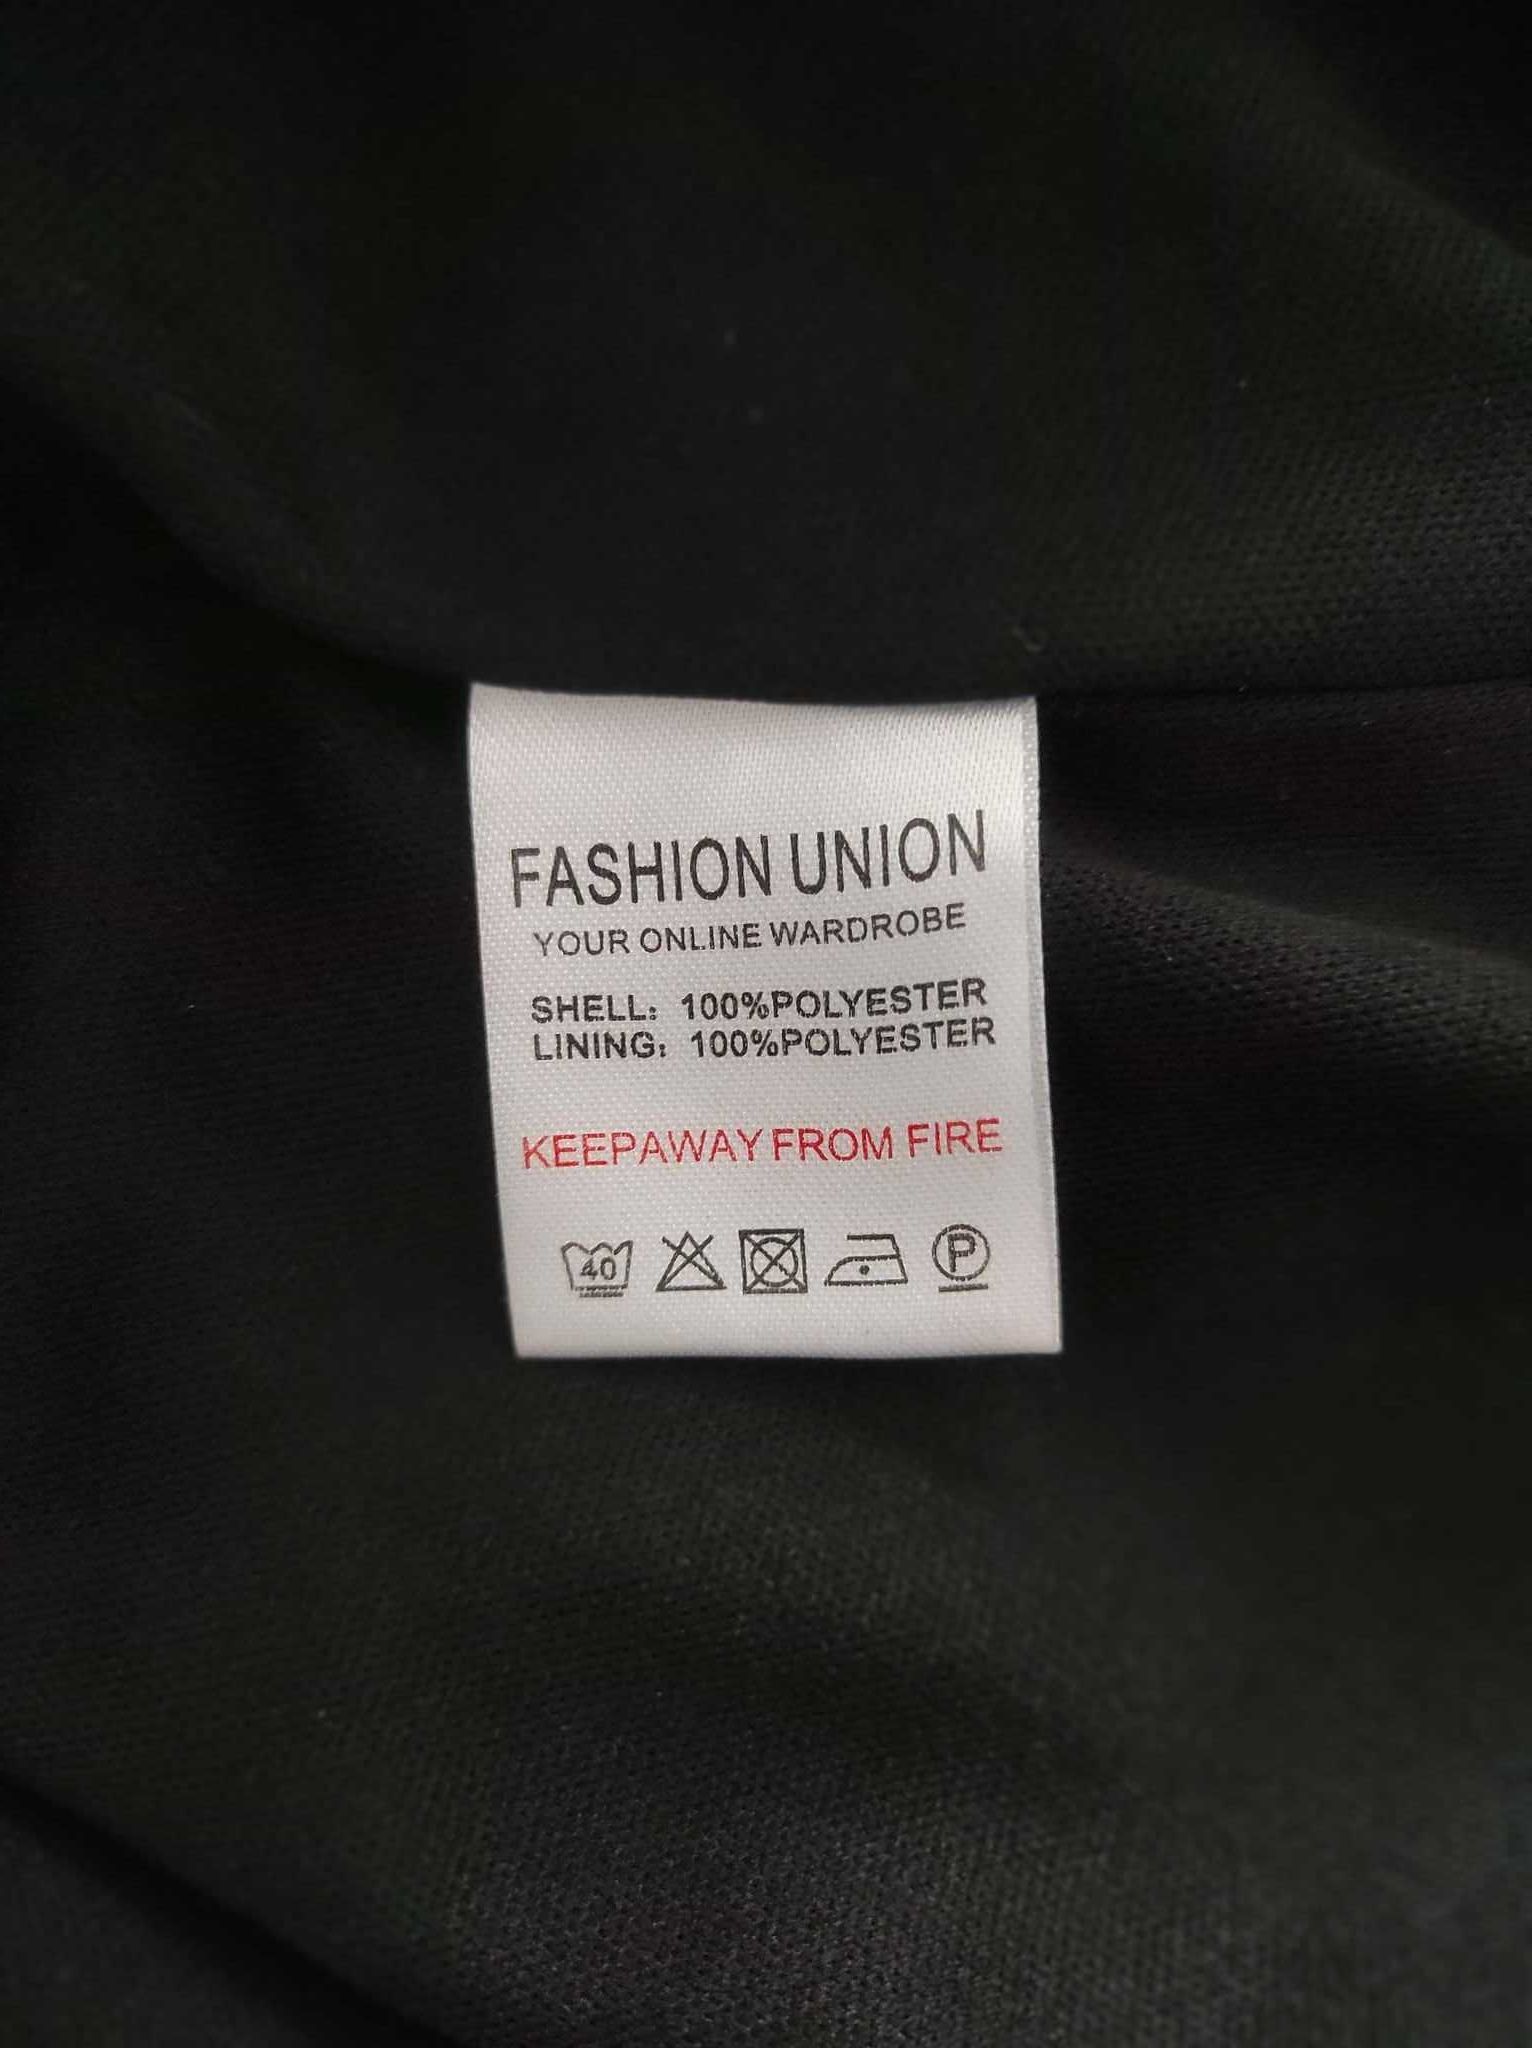 FASHION UNION
YOUR ONLINE WARDROBE
SHELL: 100%POLYESTER
LINING: 100%POLYESTER
KEEPAWAY FROM FIRE
40 P